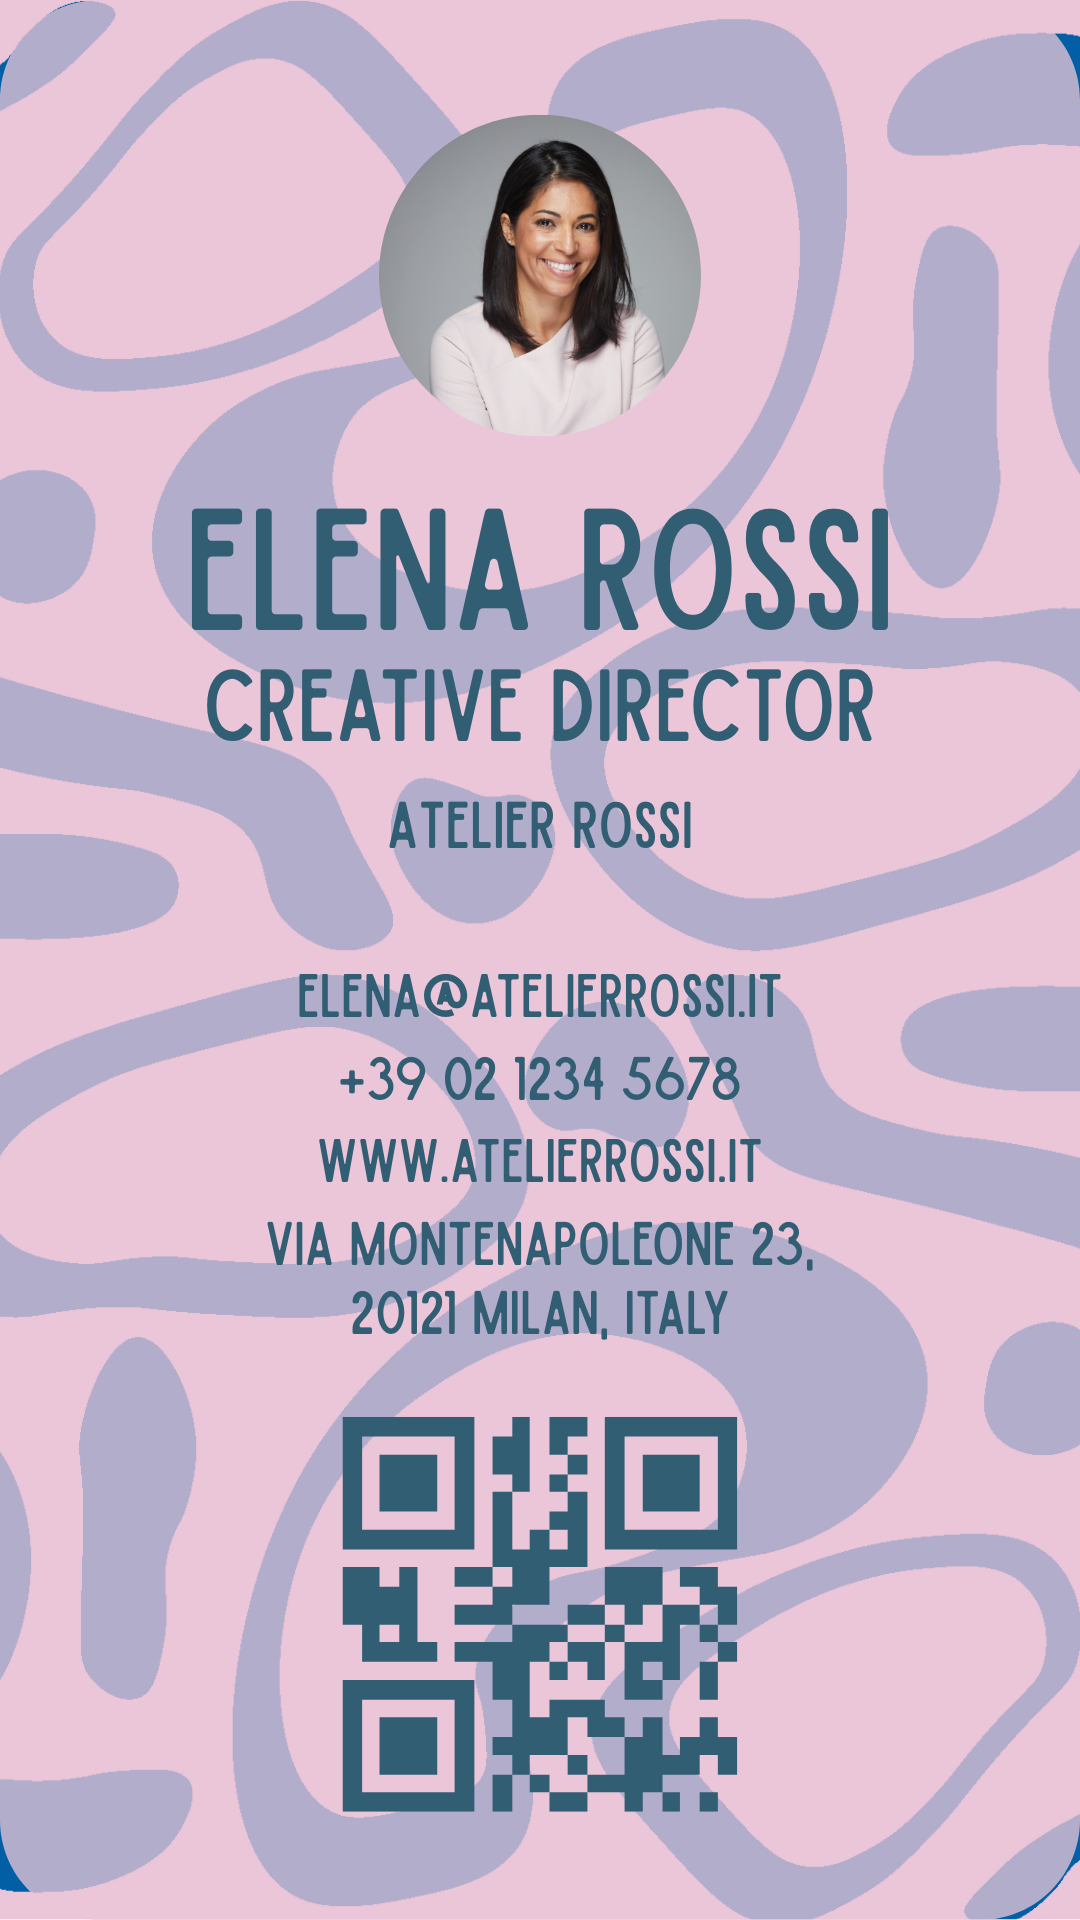 ELENA ROSSI
CREATIVE DIRECTOR
ATELIER ROSSI
ELENA@ATELIERROSSI.IT
+39 02 1234 5678
WWW.ATELIERROSSI.IT
VIA MONTENAPOLEONE 23,
20121 MILAN, ITALY